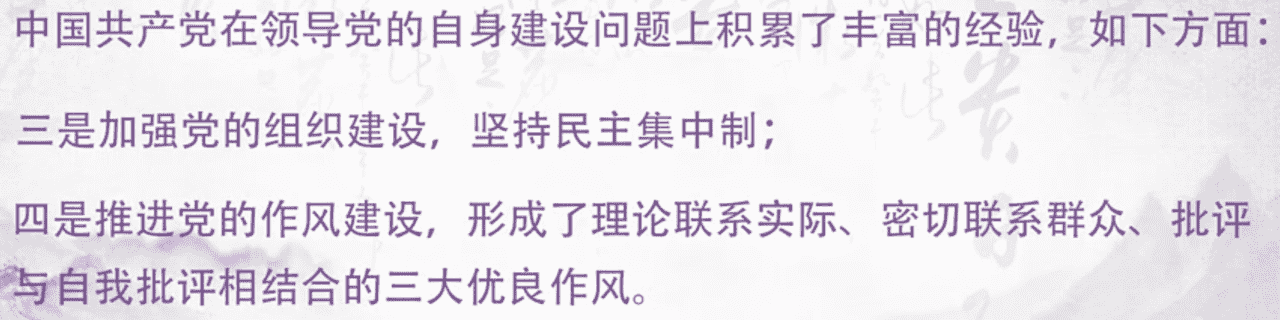 中国共产党在领导党的自身建设问题上积累了丰富的经验，如下方面：
三是加强党的组织建设，坚持民主集中制；
四是推进党的作风建设，形成了理论联系实际、密切联系群众、批评
与自我批评相结合的三大优良作风。